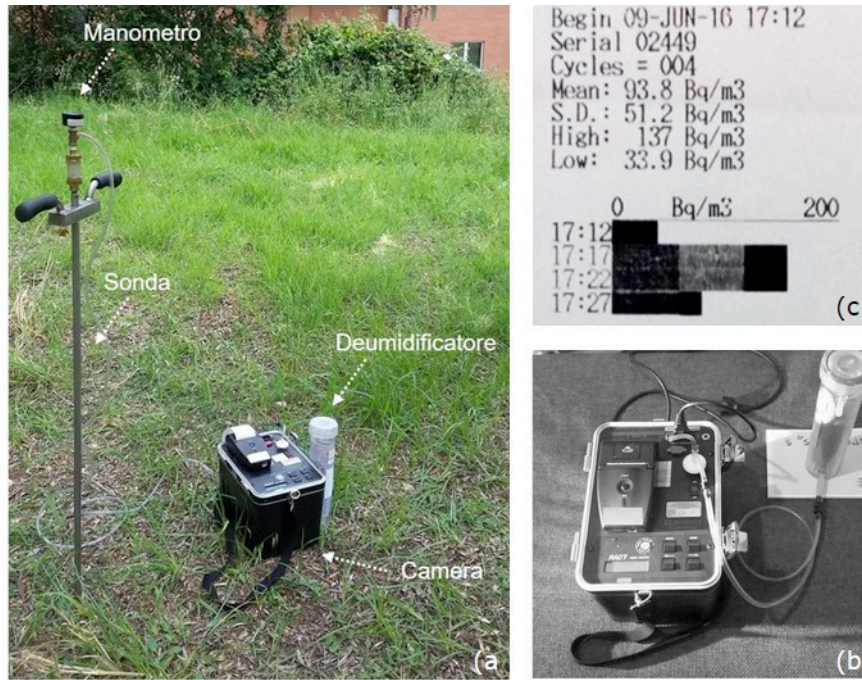 Manometro
Sonda
Deumidificatore
Camera
(a
Begin 09-JUN-16 17:12
Serial 02449
Cycles = 004
Mean: 93.8 Bq/m3
S.D.: 51.2 Bq/m3
High: 137 Bq/m3
Low: 33.9 Bq/m3
0 Bq/m3 200
17:12
17:17
17:22
17:27
(c
RAD7
(b